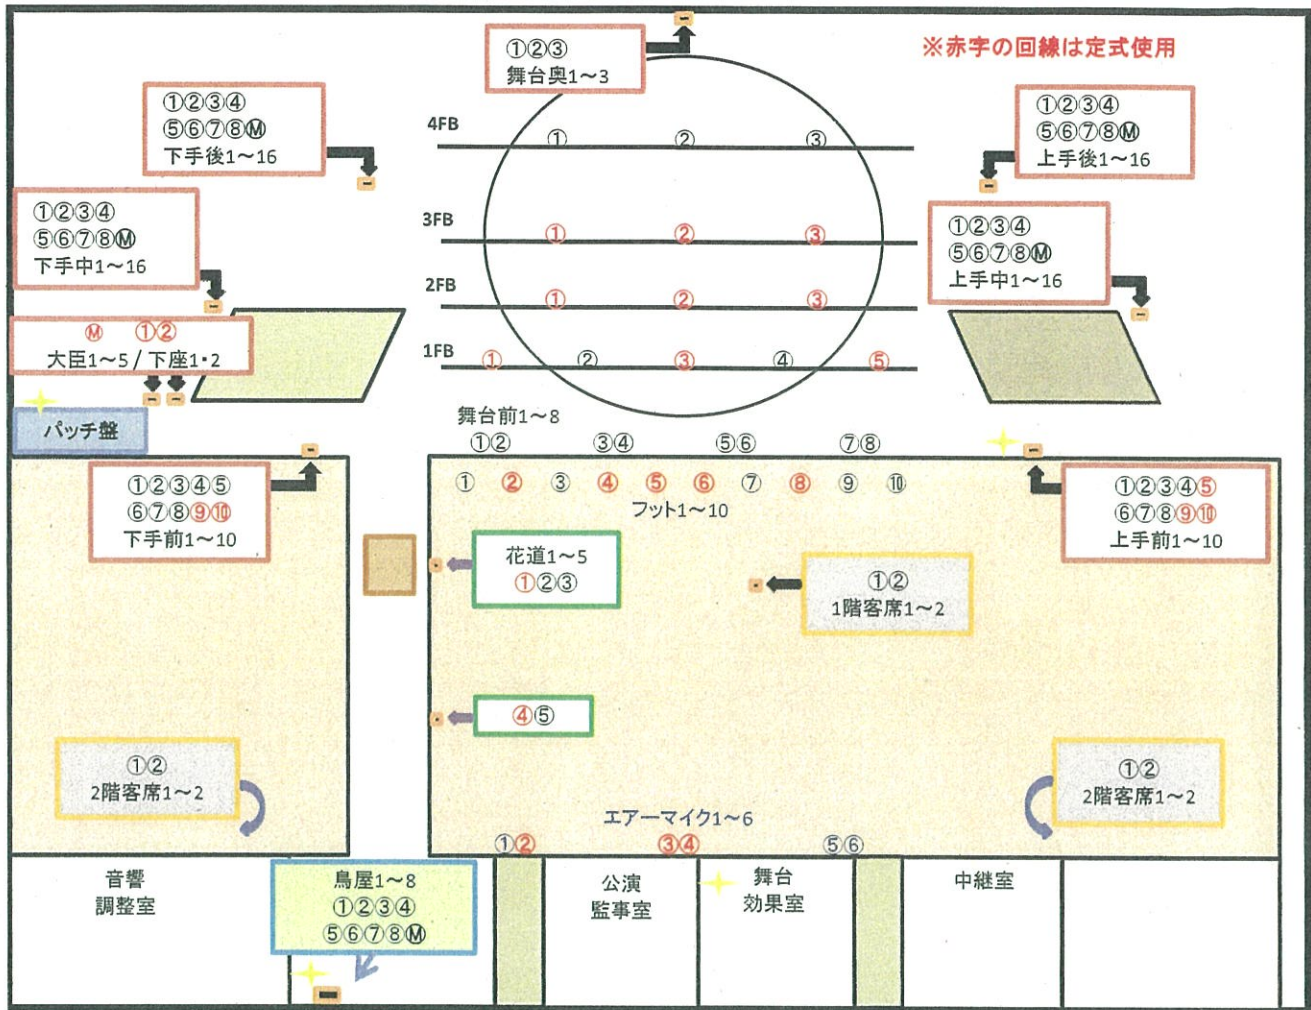 ※赤字の回線は定式使用
①②③
舞台奥1～3
①②③④
⑤⑥⑦⑧Ⓜ
下手後1～16
①②③④
⑤⑥⑦⑧Ⓜ
上手後1～16
4FB
① ② ③
①②③④
⑤⑥⑦⑧Ⓜ
下手中1～16
①②③④
⑤⑥⑦⑧Ⓜ
上手中1～16
3FB
① ② ③
2FB
① ② ③
Ⓜ ①②
大臣1～5 / 下座1・2
1FB
① ② ③ ④ ⑤
パッチ盤
舞台前1～8
①② ③④ ⑤⑥ ⑦⑧
① ② ③ ④ ⑤ ⑥ ⑦ ⑧ ⑨ ⑩
フット1～10
①②③④⑤
⑥⑦⑧⑨⑩
下手前1～10
①②③④⑤
⑥⑦⑧⑨⑩
上手前1～10
花道1～5
①②③
①②
1階客席1～2
④⑤
①②
2階客席1～2
①②
2階客席1～2
エアーマイク1～6
①② ③④ ⑤⑥
音響
調整室
鳥屋1～8
①②③④
⑤⑥⑦⑧Ⓜ
公演
監事室
舞台
効果室
中継室